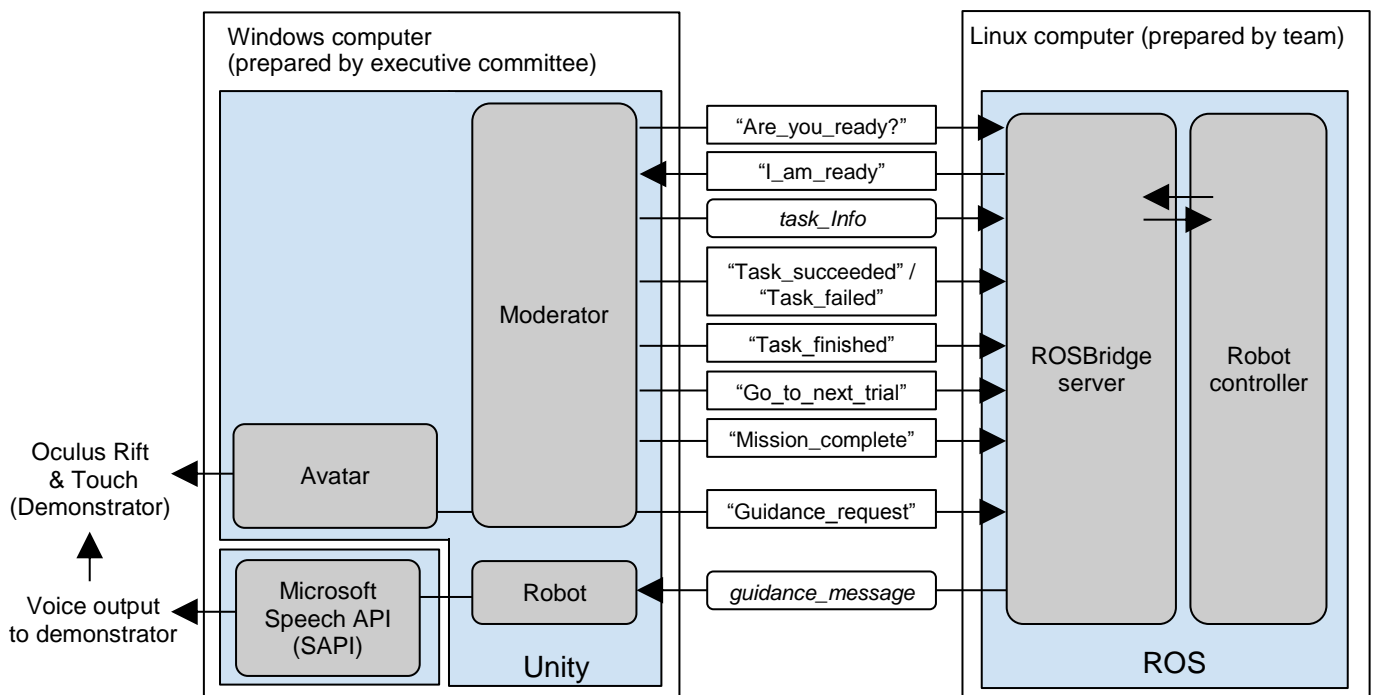 Windows computer
(prepared by executive committee)
Linux computer (prepared by team)
“Are_you_ready?”
“I_am_ready”
task_Info
“Task_succeeded” /
“Task_failed”
“Task_finished”
“Go_to_next_trial”
“Mission_complete”
“Guidance_request”
guidance_message
Moderator
ROSBridge
server
Robot
controller
Oculus Rift
& Touch
(Demonstrator)
Avatar
Voice output
to demonstrator
Microsoft
Speech API
(SAPI)
Robot
Unity
ROS